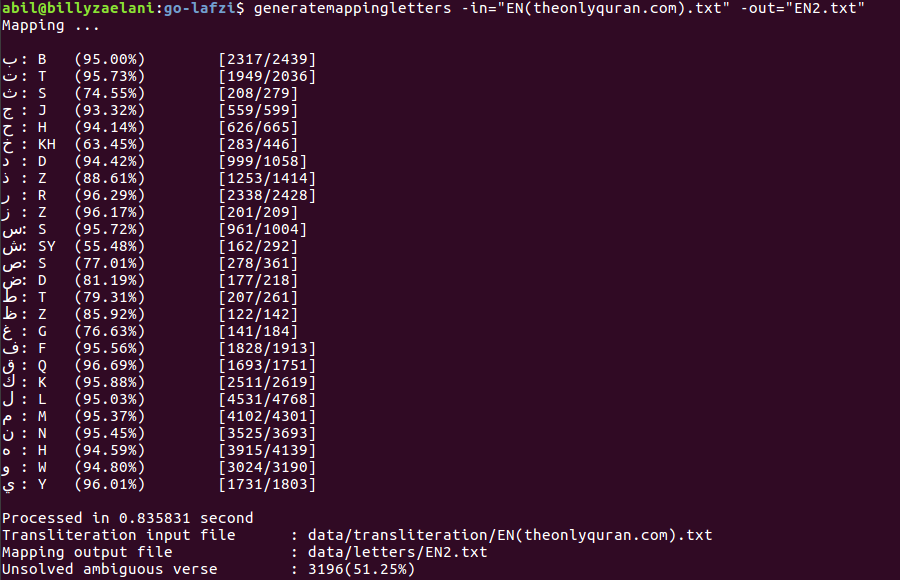 abil@billyzaelani:go-lafzi$ generatemappingletters -in="EN(theonlyquran.com).txt" -out="EN2.txt"
Mapping ...
ب : B (95.00%) [2317/2439]
ت : T (95.73%) [1949/2036]
ث : S (74.55%) [208/279]
ج : J (93.32%) [559/599]
ح : H (94.14%) [626/665]
خ : KH (63.45%) [283/446]
د : D (94.42%) [999/1058]
ذ : Z (88.61%) [1253/1414]
ر : R (96.29%) [2338/2428]
ز : Z (96.17%) [201/209]
س : S (95.72%) [961/1004]
ش : SY (55.48%) [162/292]
ص : S (77.01%) [278/361]
ض : D (81.19%) [177/218]
ط : T (79.31%) [207/261]
ظ : Z (85.92%) [122/142]
غ : G (76.63%) [141/184]
ف : F (95.56%) [1828/1913]
ق : Q (96.69%) [1693/1751]
ك : K (95.88%) [2511/2619]
ل : L (95.03%) [4531/4768]
م : M (95.37%) [4102/4301]
ن : N (95.45%) [3525/3693]
ه : H (94.59%) [3915/4139]
و : W (94.80%) [3024/3190]
ي : Y (96.01%) [1731/1803]
Processed in 0.835831 second
Transliteration input file : data/transliteration/EN(theonlyquran.com).txt
Mapping output file : data/letters/EN2.txt
Unsolved ambiguous verse : 3196(51.25%)